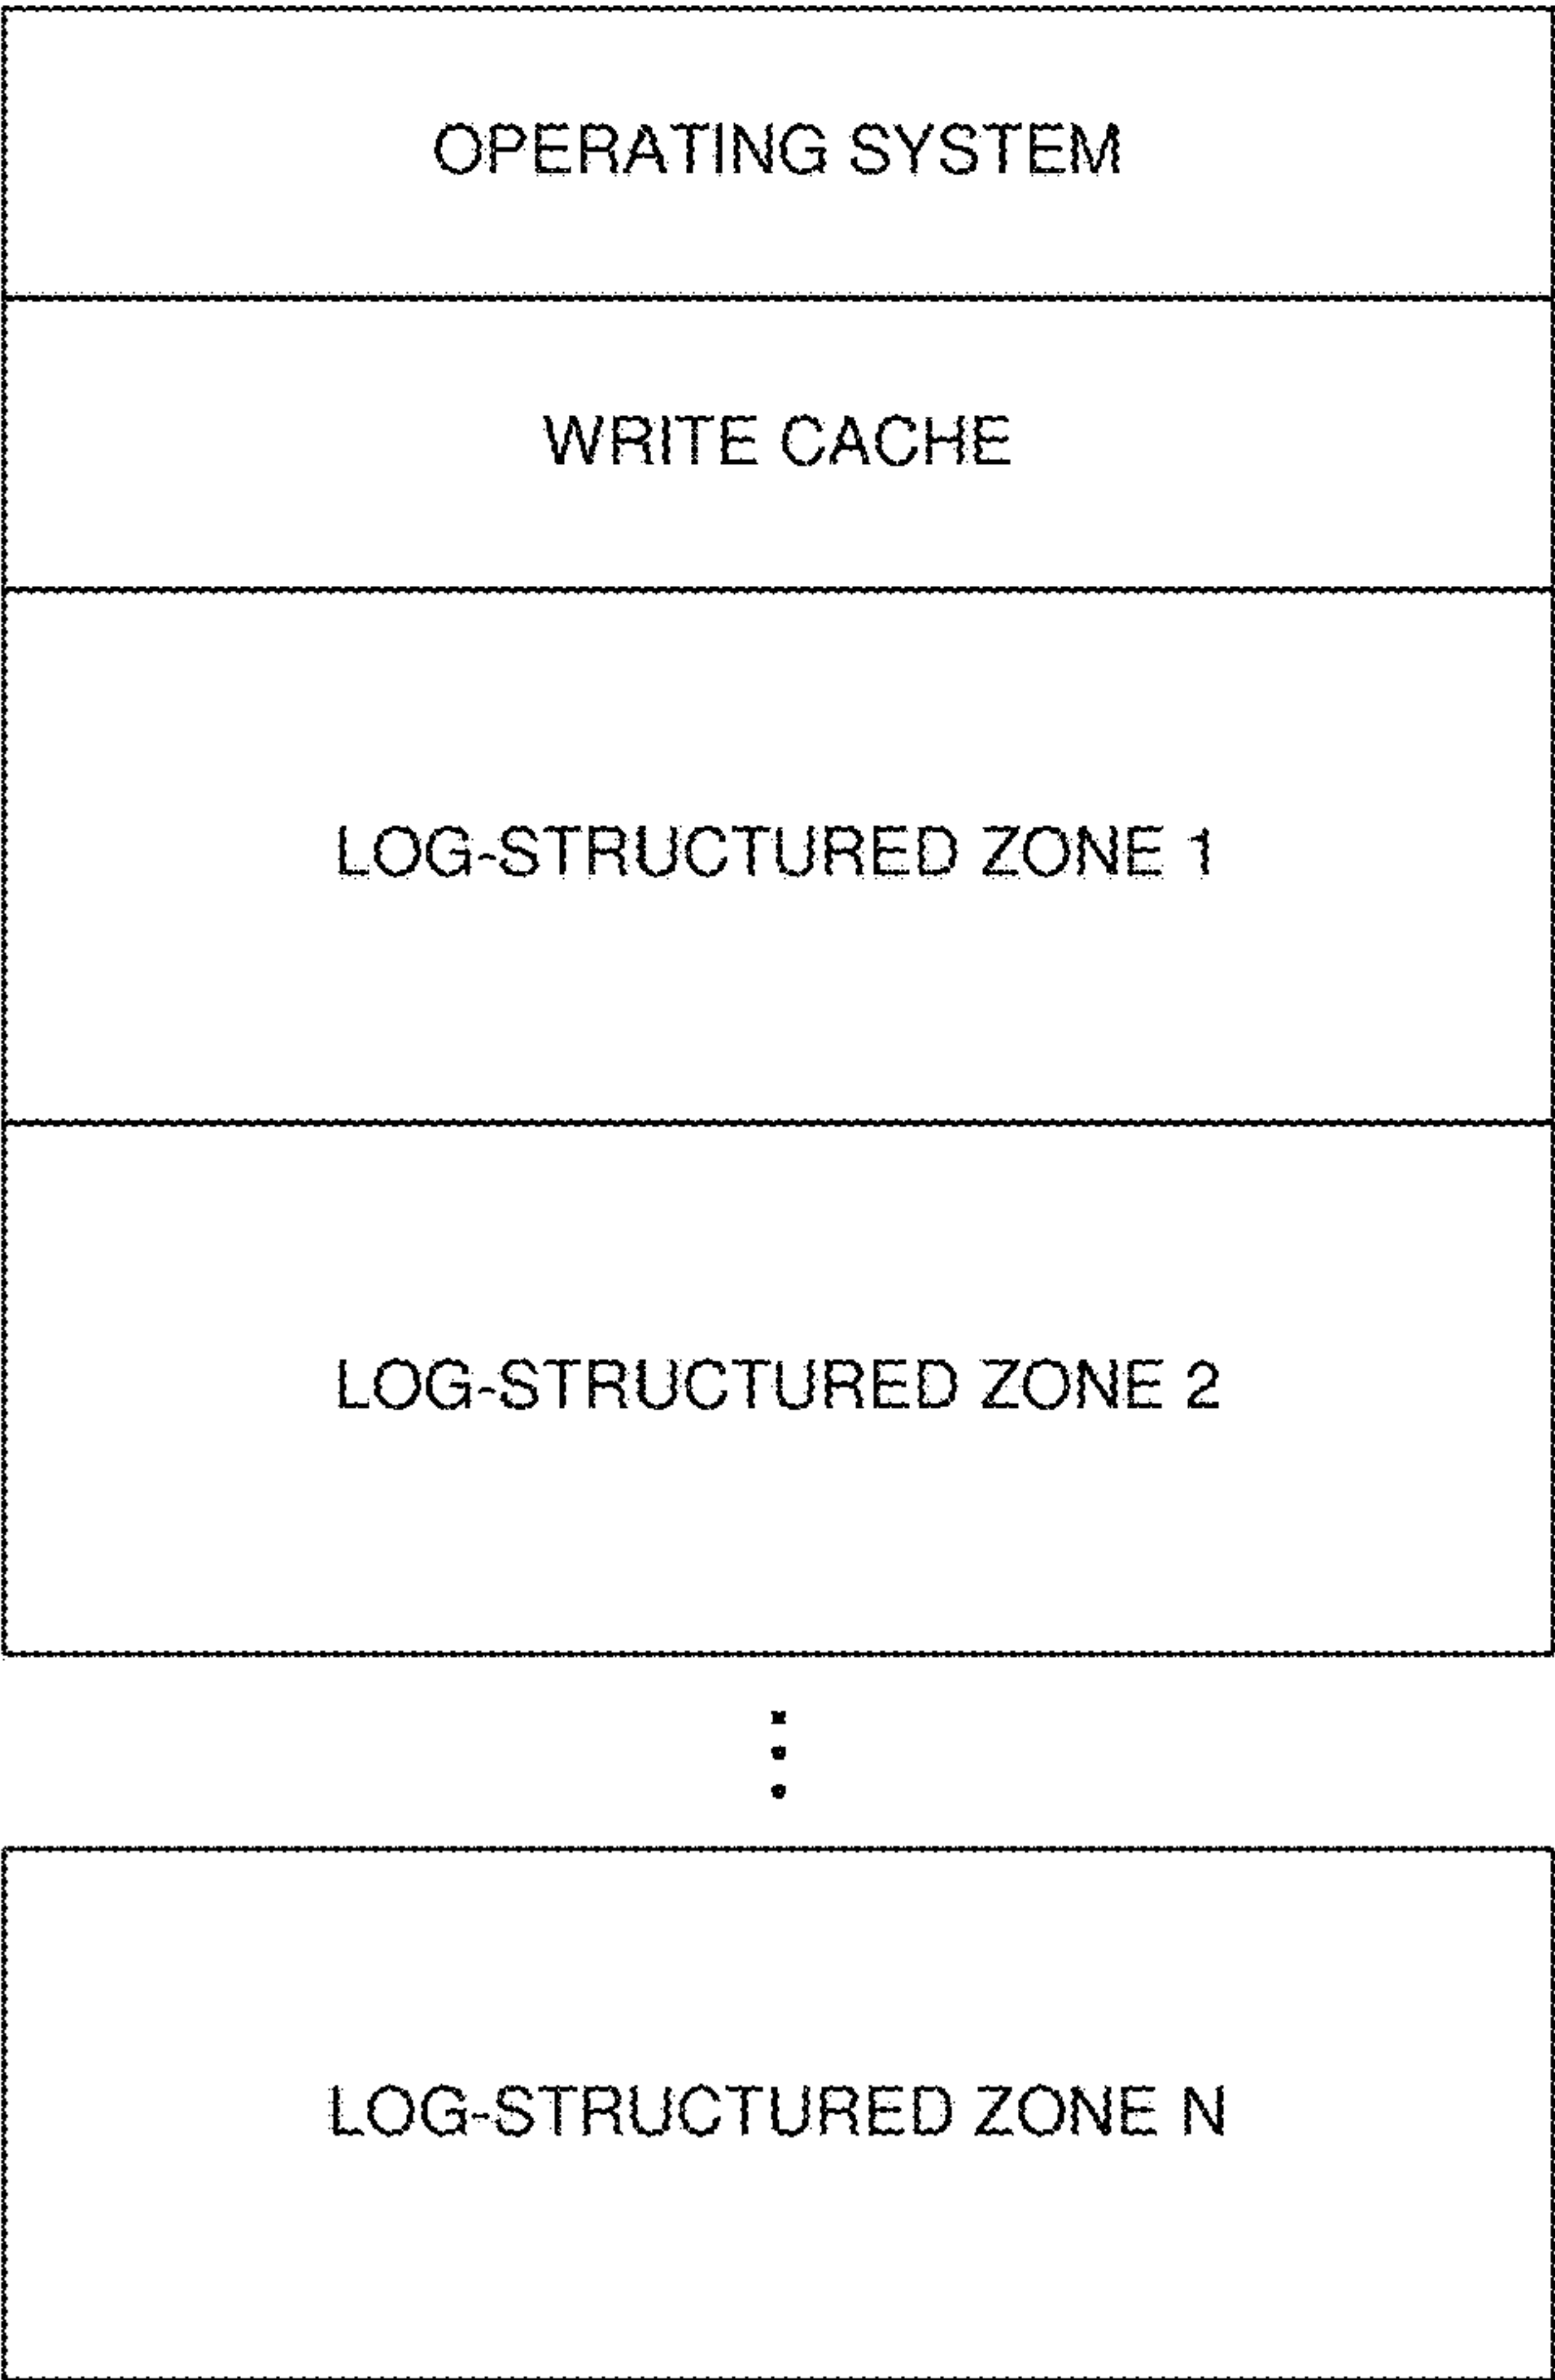 OPERATING SYSTEM
WRITE CACHE
LOG-STRUCTURED ZONE 1
LOG-STRUCTURED ZONE 2
LOG-STRUCTURED ZONE N